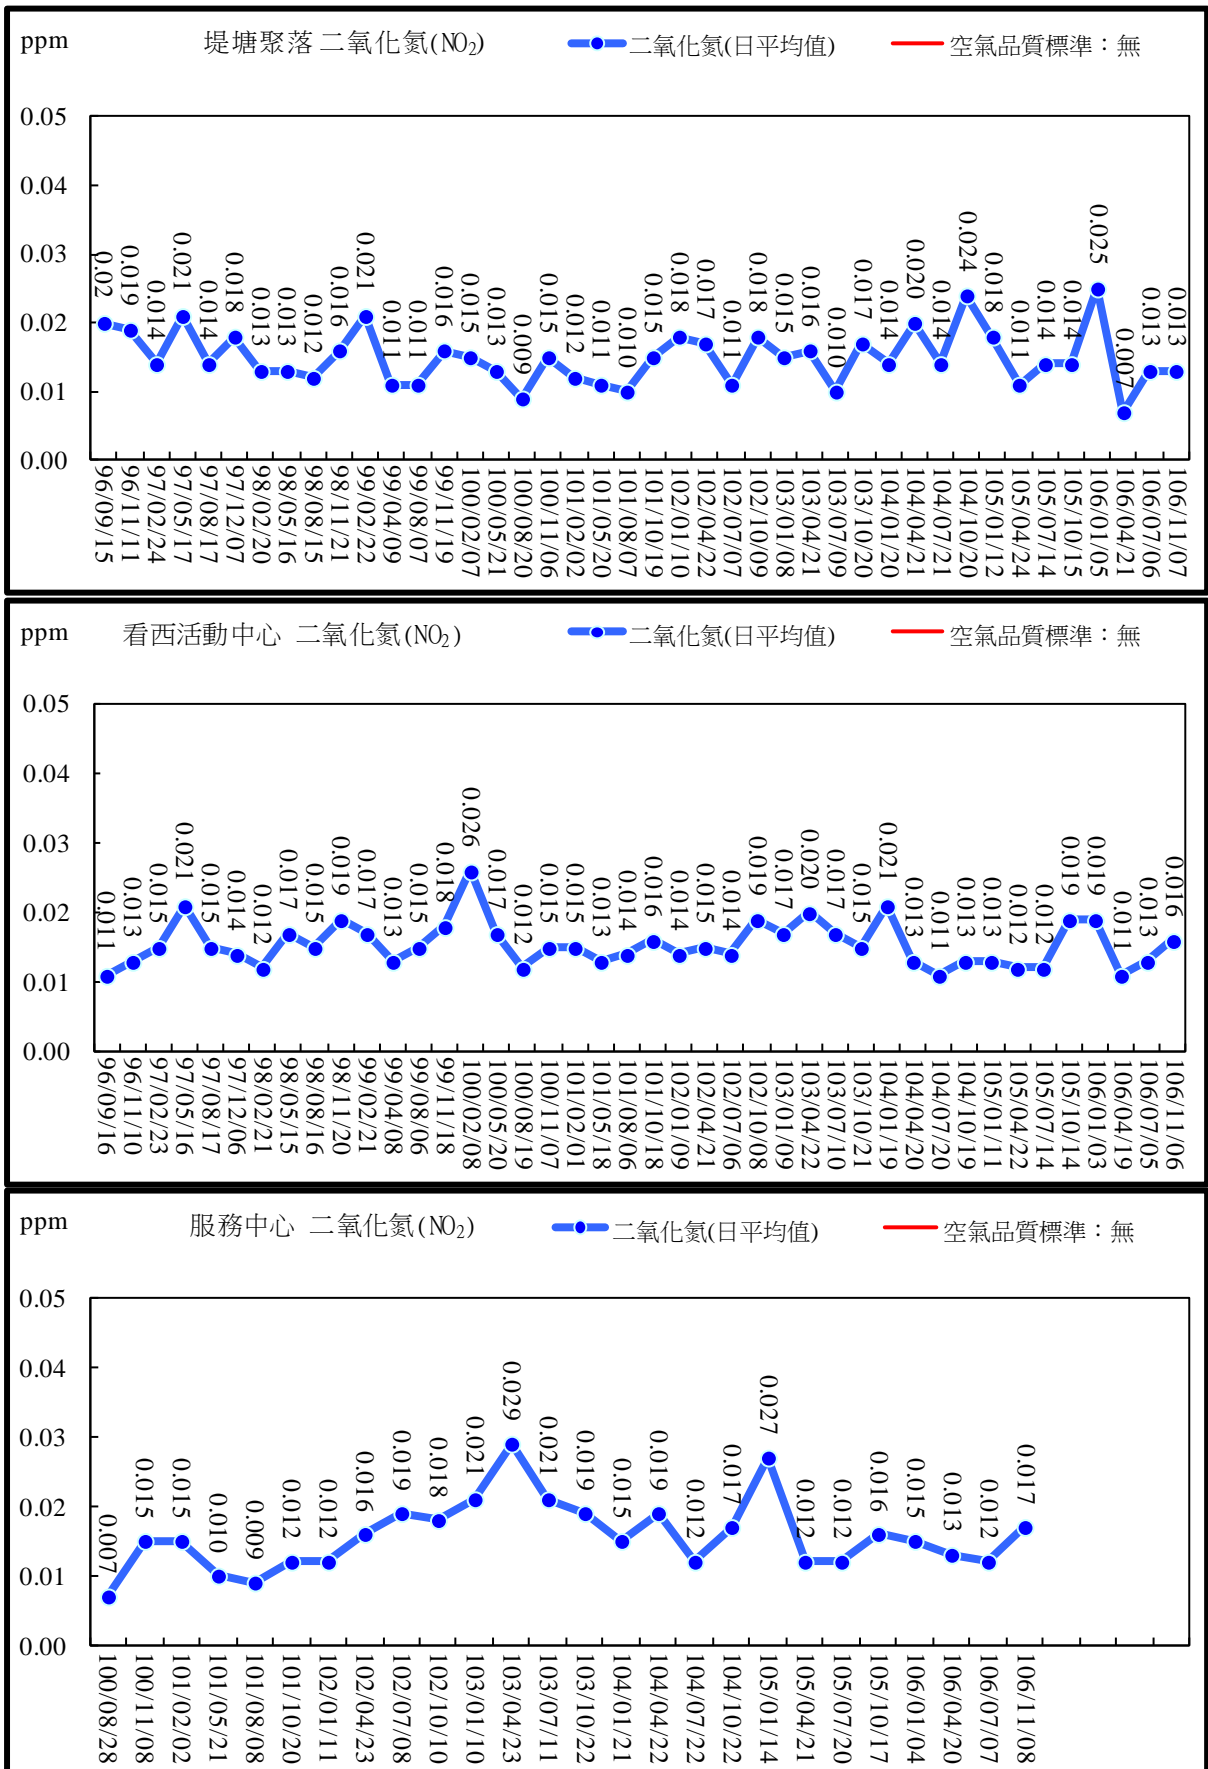 ppm 堤塘聚落 二氧化氮(NO₂) 二氧化氮(日平均值) 空氣品質標準：無
0.05
0.04
0.03
0.02
0.01
0.00
0.02 0.019 0.014 0.021 0.014 0.018 0.013 0.013 0.012 0.016 0.021 0.011 0.011 0.016 0.015 0.013 0.009 0.015 0.012 0.011 0.010 0.015 0.018 0.017 0.011 0.018 0.015 0.016 0.010 0.017 0.014 0.020 0.014 0.024 0.018 0.011 0.014 0.014 0.025 0.007 0.013 0.013
96/09/15 96/11/11 97/02/24 97/05/17 97/08/17 97/12/07 98/02/20 98/05/16 98/08/15 98/11/21 99/02/22 99/04/09 99/08/07 99/11/19 100/02/07 100/05/21 100/08/20 100/11/06 101/02/02 101/05/20 101/08/07 101/10/19 102/01/10 102/04/22 102/07/07 102/10/09 103/01/08 103/04/21 103/07/09 103/10/20 104/01/20 104/04/21 104/07/21 104/10/20 105/01/12 105/04/24 105/07/14 105/10/15 106/01/05 106/04/21 106/07/06 106/11/07
ppm 看西活動中心 二氧化氮(NO₂) 二氧化氮(日平均值) 空氣品質標準：無
0.05
0.04
0.03
0.02
0.01
0.00
0.011 0.013 0.015 0.021 0.015 0.014 0.012 0.017 0.015 0.019 0.017 0.013 0.015 0.018 0.026 0.017 0.012 0.015 0.015 0.013 0.014 0.016 0.014 0.015 0.014 0.019 0.017 0.020 0.017 0.015 0.021 0.013 0.011 0.013 0.013 0.012 0.012 0.019 0.019 0.011 0.013 0.016
96/09/16 96/11/10 97/02/23 97/05/16 97/08/17 97/12/06 98/02/21 98/05/15 98/08/16 98/11/20 99/02/21 99/04/08 99/08/06 99/11/18 100/02/08 100/05/20 100/08/19 100/11/07 101/02/01 101/05/18 101/08/06 101/10/18 102/01/09 102/04/21 102/07/06 102/10/08 103/01/09 103/04/22 103/07/10 103/10/21 104/01/19 104/04/20 104/07/20 104/10/19 105/01/11 105/04/22 105/07/14 105/10/14 106/01/03 106/04/19 106/07/05 106/11/06
ppm 服務中心 二氧化氮(NO₂) 二氧化氮(日平均值) 空氣品質標準：無
0.05
0.04
0.03
0.02
0.01
0.00
0.007 0.015 0.015 0.010 0.009 0.012 0.012 0.016 0.019 0.018 0.021 0.029 0.021 0.019 0.015 0.019 0.012 0.017 0.027 0.012 0.012 0.016 0.015 0.013 0.012 0.017
100/08/28 100/11/08 101/02/02 101/05/21 101/08/08 101/10/20 102/01/11 102/04/23 102/07/08 102/10/10 103/01/10 103/04/23 103/07/11 103/10/22 104/01/21 104/04/22 104/07/22 104/10/22 105/01/14 105/04/21 105/07/20 105/10/17 106/01/04 106/04/20 106/07/07 106/11/08